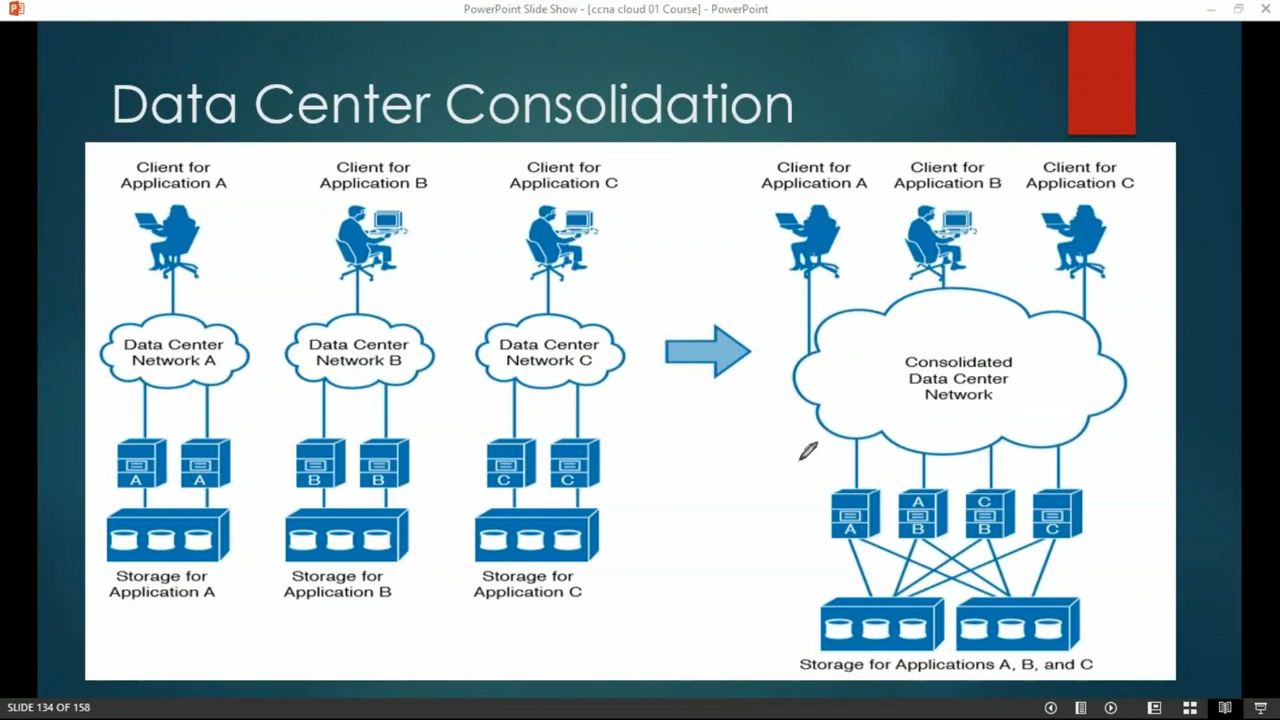 PowerPoint Slide Show - [ccna cloud 01 Course] - PowerPoint
Data Center Consolidation
Client for
Application A
Client for
Application B
Client for
Application C
Data Center
Network A
Data Center
Network B
Data Center
Network C
A
A
B
B
C
C
Storage for
Application A
Storage for
Application B
Storage for
Application C
Client for
Application A
Client for
Application B
Client for
Application C
Consolidated
Data Center
Network
A
A
B
C
B
C
Storage for Applications A, B, and C
SLIDE 134 OF 158